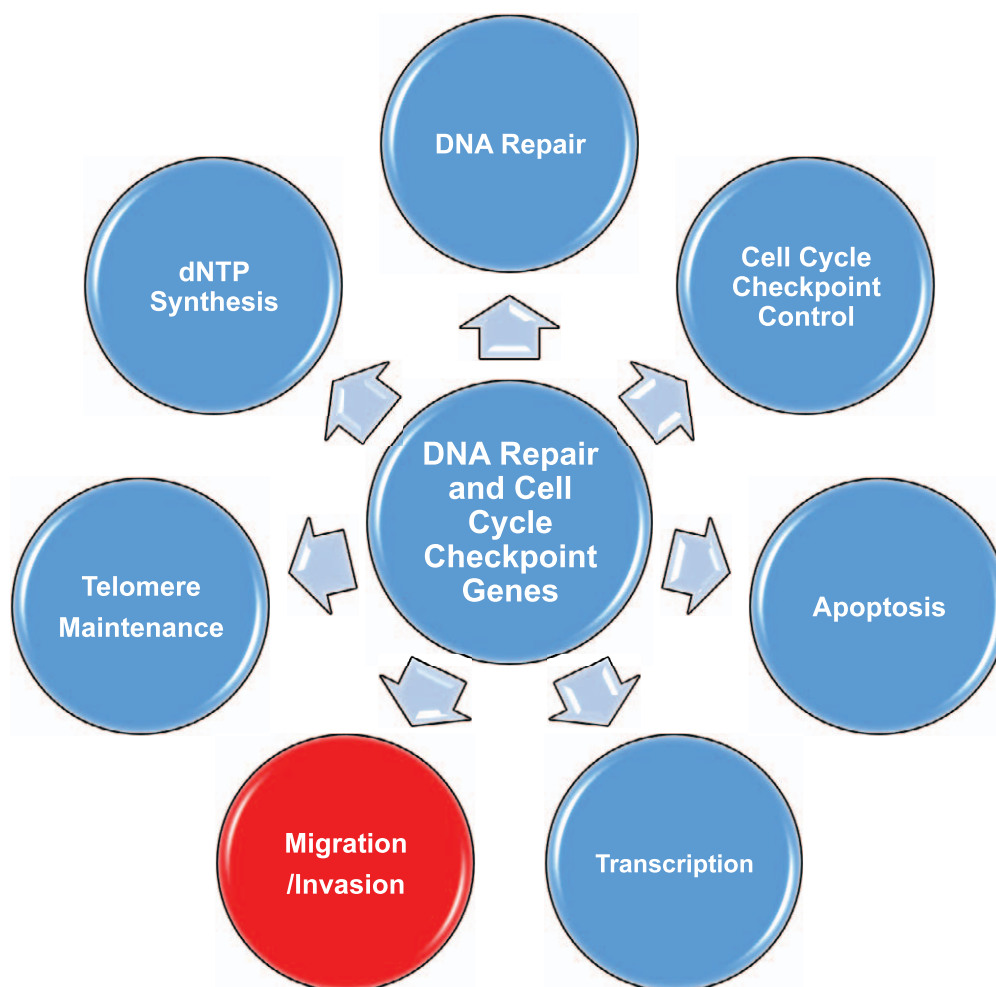 DNA Repair
dNTP
Synthesis
Cell Cycle
Checkpoint
Control
DNA Repair
and Cell
Cycle
Checkpoint
Genes
Telomere
Maintenance
Apoptosis
Migration
/Invasion
Transcription